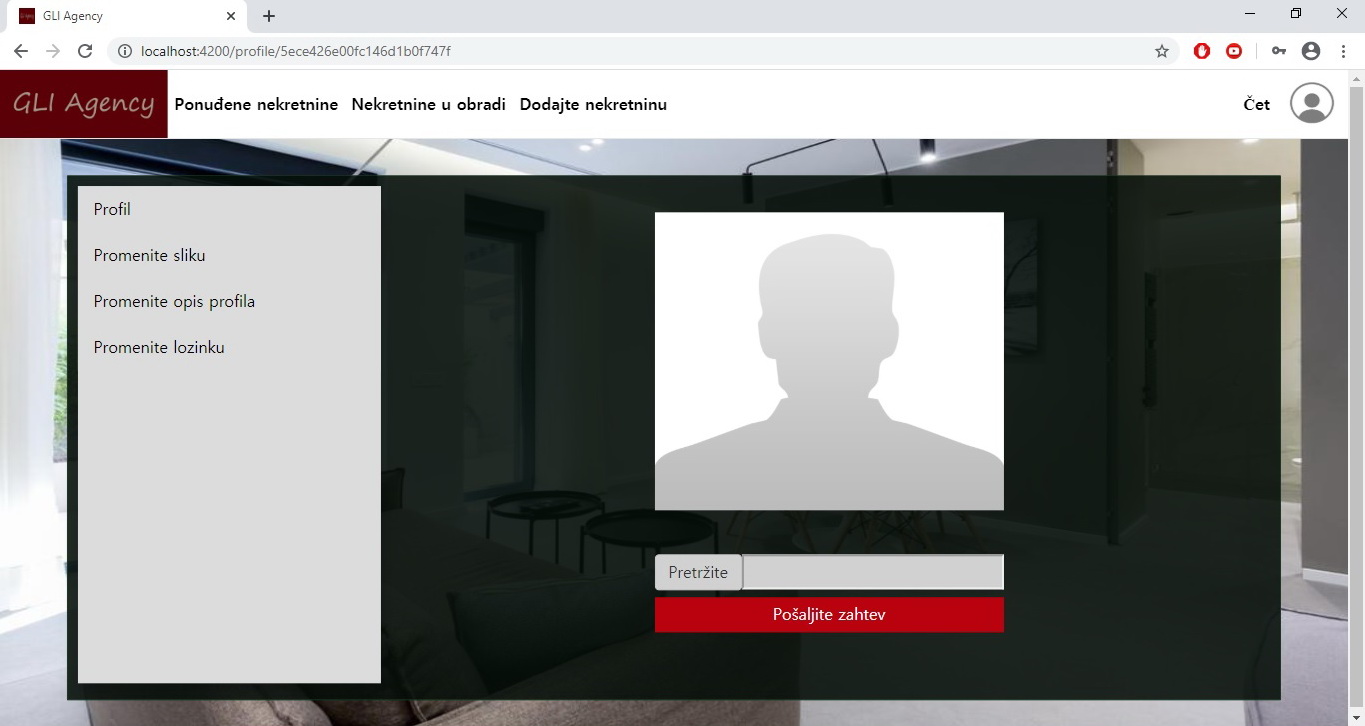 GLI Agency
localhost:4200/profile/5ece426e00fc146d1b0f747f
GLI Agency Ponuđene nekretnine Nekretnine u obradi Dodajte nekretninu Čet
Profil
Promenite sliku
Promenite opis profila
Promenite lozinku
Pretržite
Pošaljite zahtev